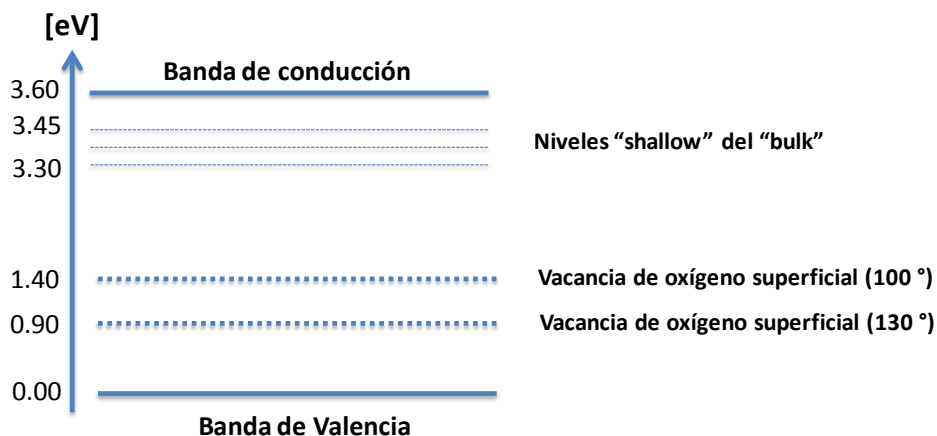 [eV]
Banda de conducción
3.60
3.45
Niveles “shallow” del “bulk”
3.30
1.40
Vacancia de oxígeno superficial (100 °)
0.90
Vacancia de oxígeno superficial (130 °)
0.00
Banda de Valencia